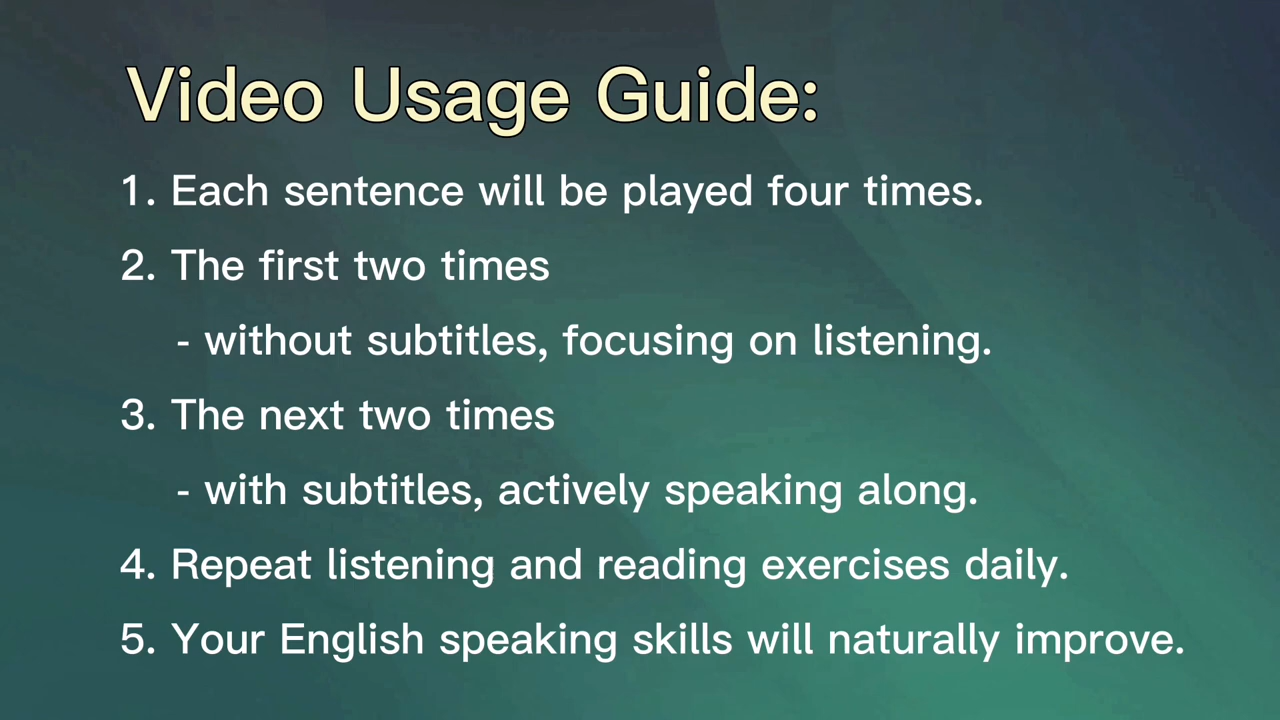 Video Usage Guide:
1. Each sentence will be played four times.
2. The first two times
- without subtitles, focusing on listening.
3. The next two times
- with subtitles, actively speaking along.
4. Repeat listening and reading exercises daily.
5. Your English speaking skills will naturally improve.